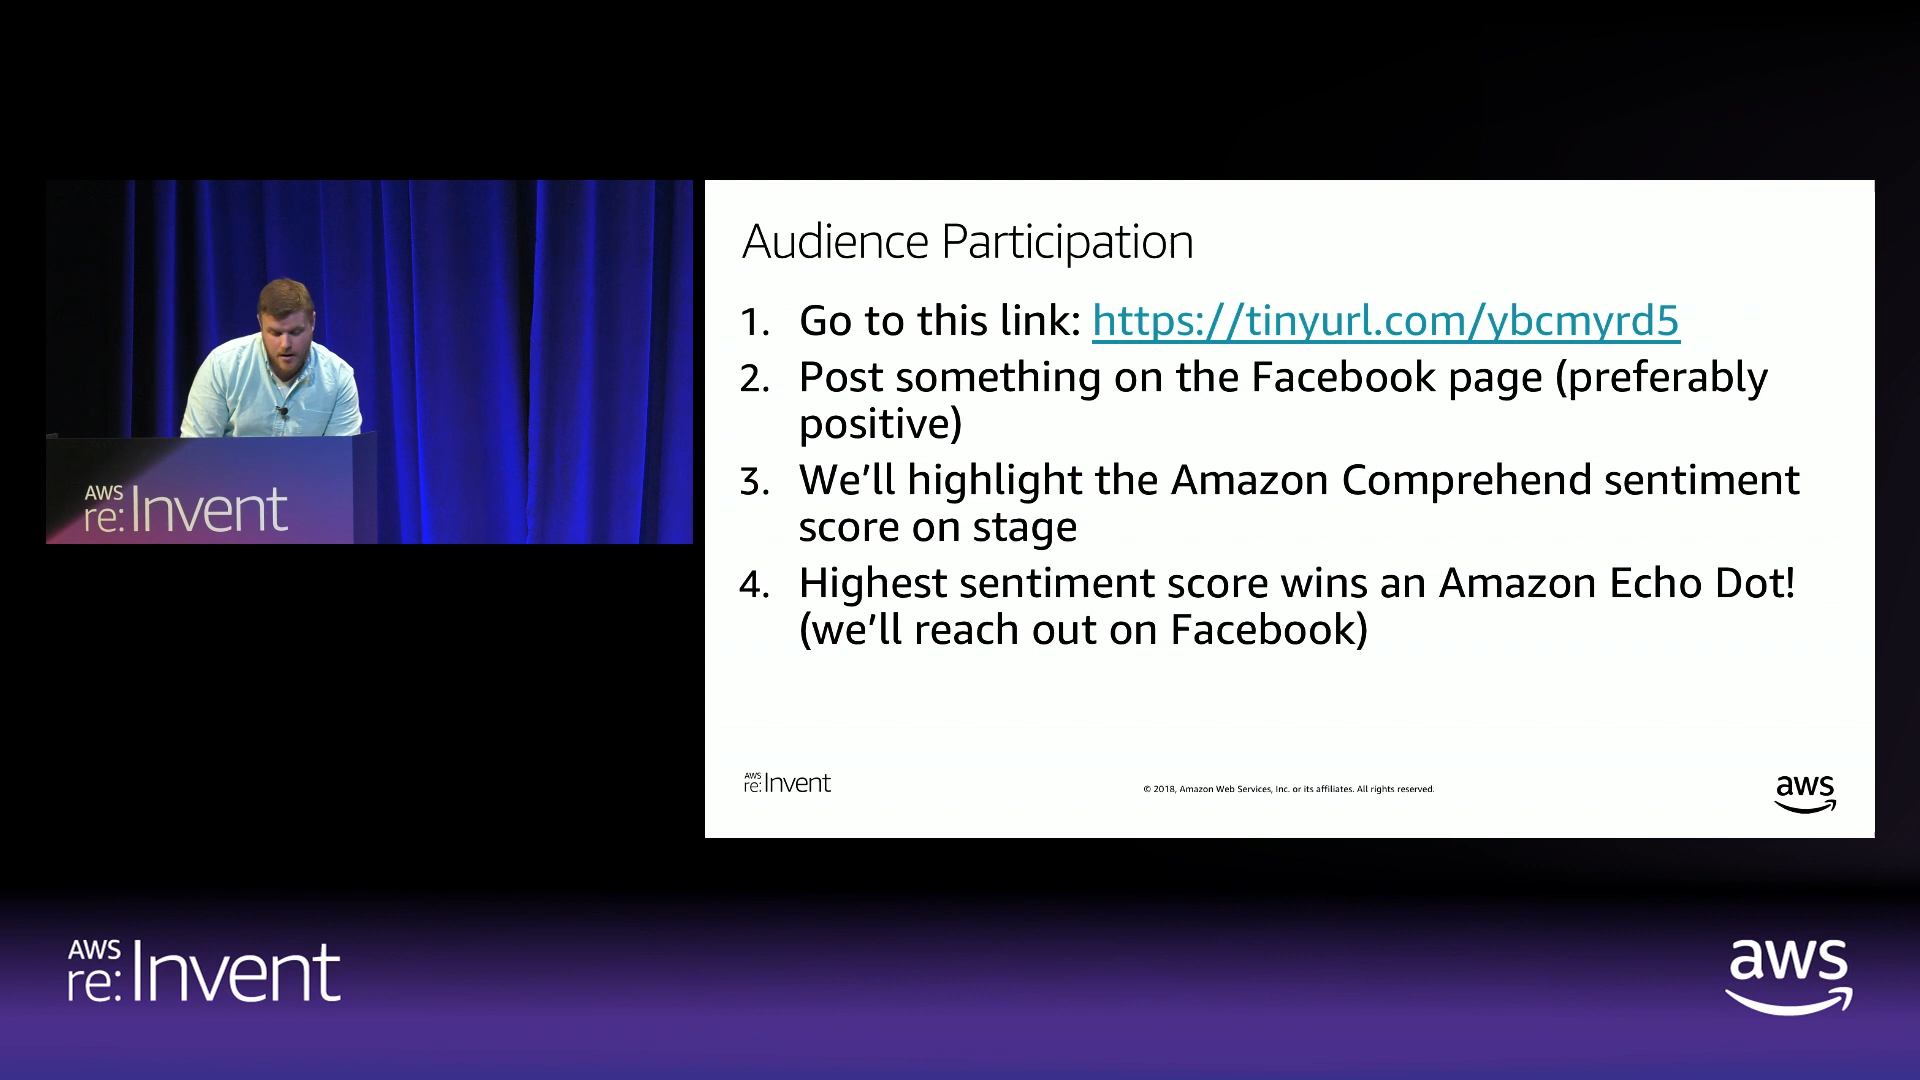 AWS
re:Invent
Audience Participation
1. Go to this link: https://tinyurl.com/ybcmyrd5
2. Post something on the Facebook page (preferably
positive)
3. We’ll highlight the Amazon Comprehend sentiment
score on stage
4. Highest sentiment score wins an Amazon Echo Dot!
(we’ll reach out on Facebook)
AWS
re:Invent
© 2018, Amazon Web Services, Inc. or its affiliates. All rights reserved.
aws
AWS
re:Invent
aws